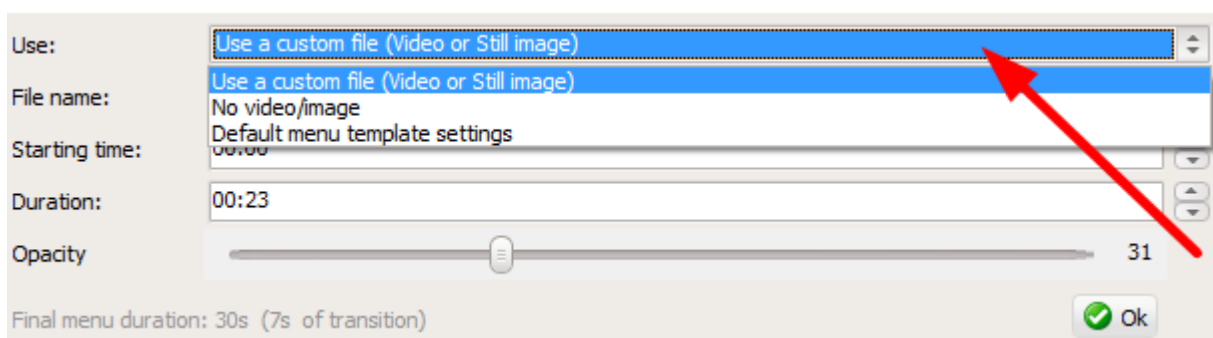 Use:
Use a custom file (Video or Still image)
Use a custom file (Video or Still image)
File name:
No video/image
Default menu template settings
Starting time:
00:00
Duration:
00:23
Opacity
31
Final menu duration: 30s (7s of transition)
Ok